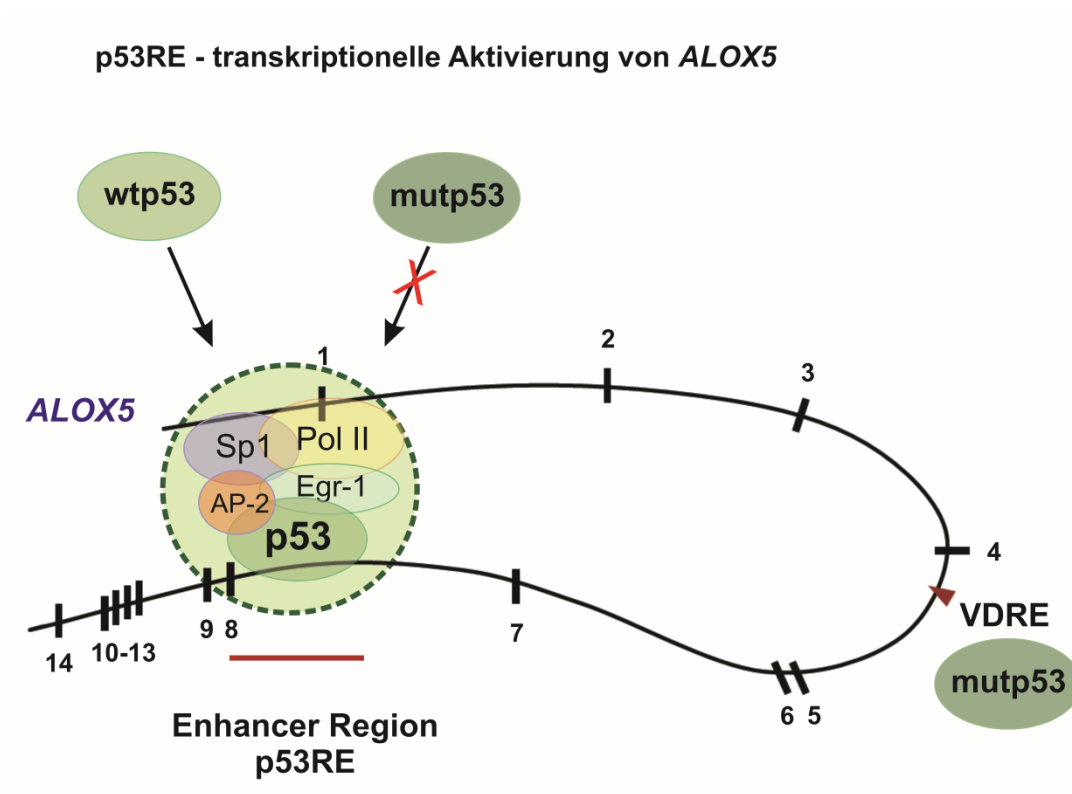 p53RE - transkriptionelle Aktivierung von ALOX5
wtp53
mutp53
1
2
3
ALOX5
Sp1
Pol II
AP-2
Egr-1
p53
4
VDRE
mutp53
14
10-13
9
8
7
6
5
Enhancer Region
p53RE